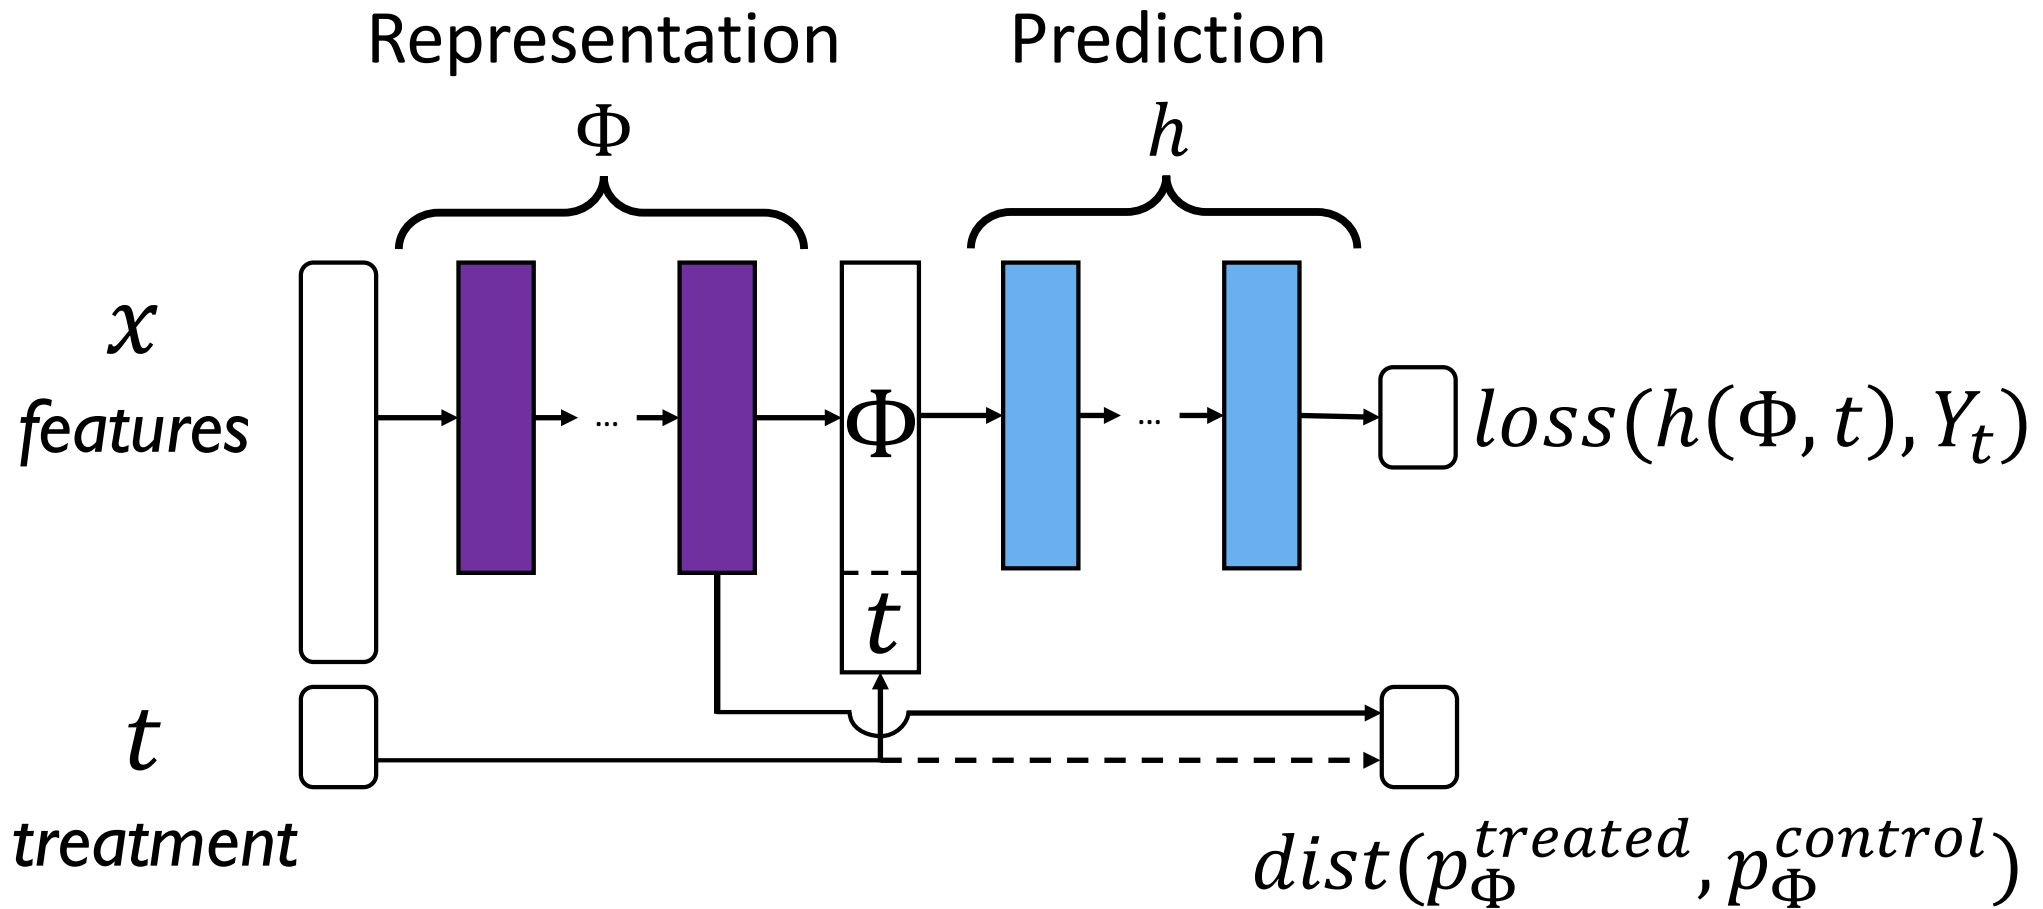 Representation
Φ
Prediction
h
x
features
...
Φ
t
...
loss(h(Φ, t), Y_t)
t
treatment
dist(p_Φ^treated, p_Φ^control)